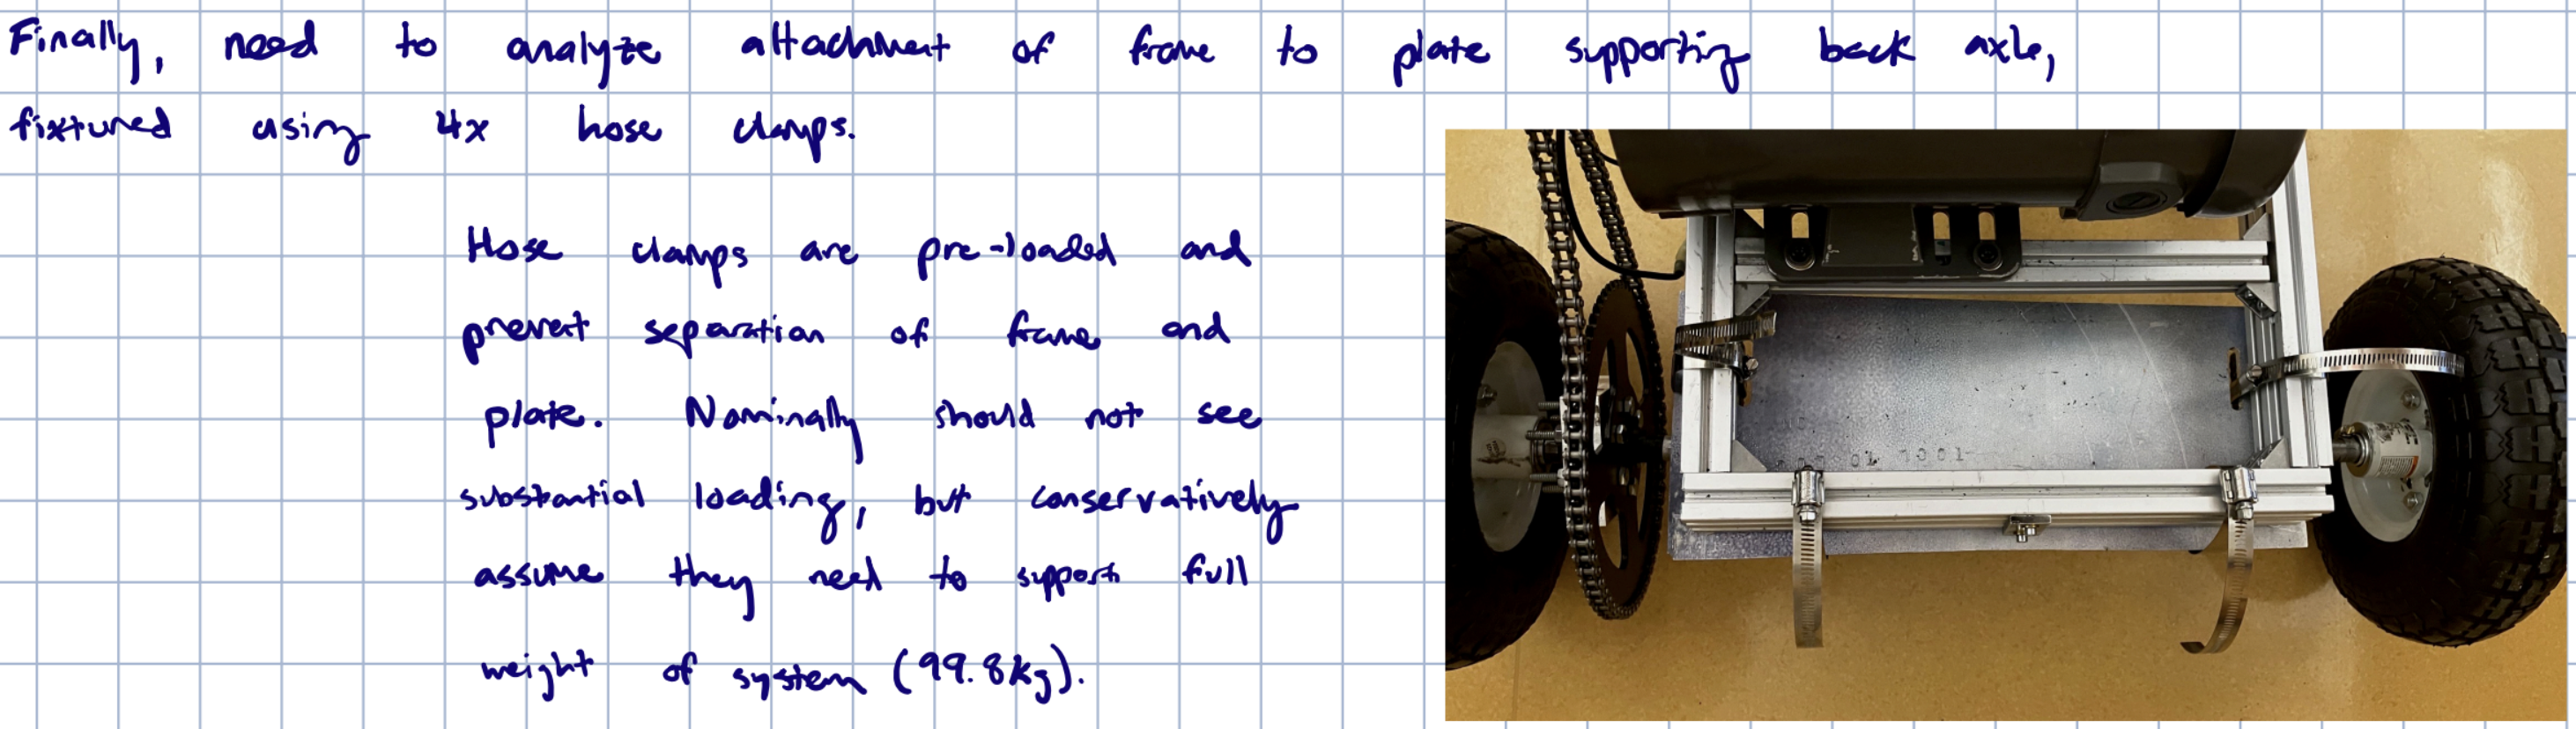 Finally, need to analyze attachment of frame to plate supporting back axle,
fixtured using 4x hose clamps.
Hose clamps are pre-loaded and
prevent separation of frame and
plate. Nominally should not see
substantial loading, but conservatively
assume they need to support full
weight of system (99.8kg).